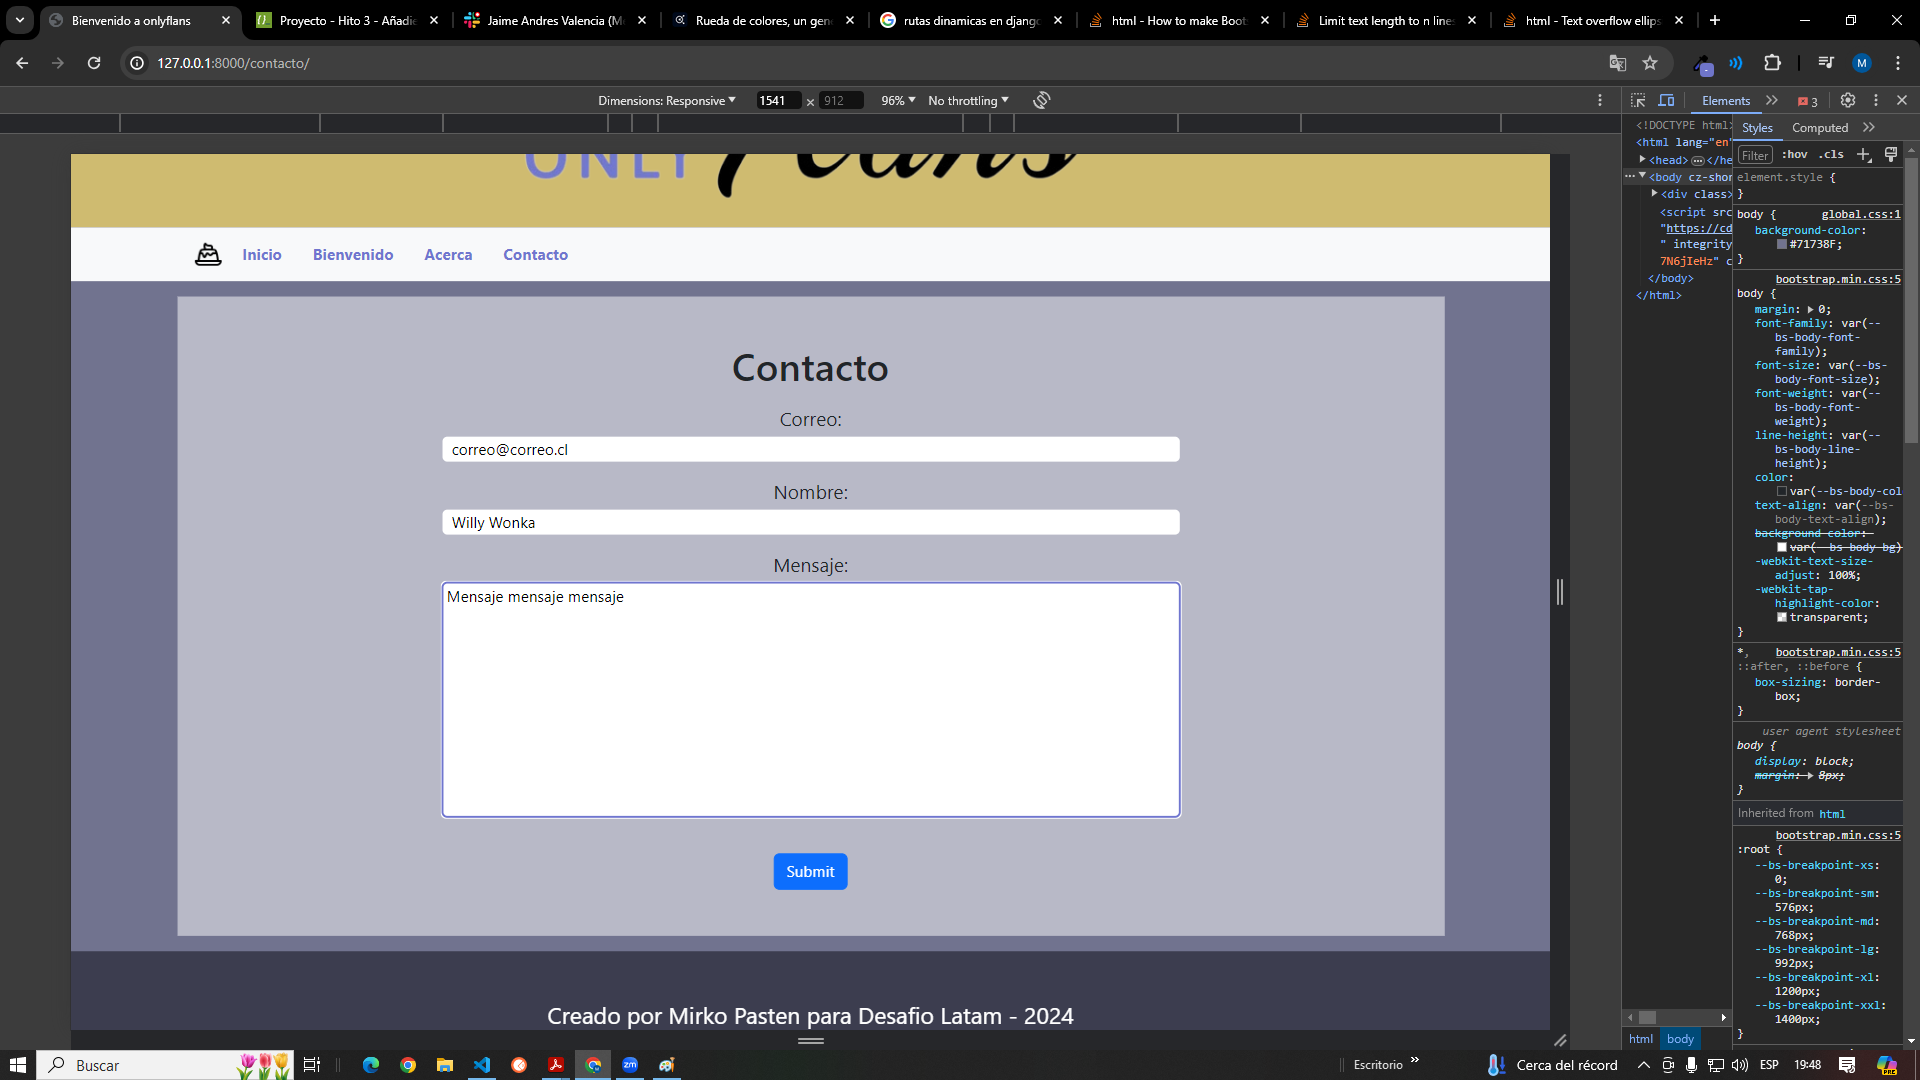 Bienvenido a onlyflans
Proyecto - Hito 3 - Añadie
Jaime Andres Valencia (M
Rueda de colores, un gen
rutas dinamicas en django
html - How to make Boot
Limit text length to n lines
html - Text overflow ellips
127.0.0.1:8000/contacto/
M
Dimensions: Responsive
1541
×
912
96%
No throttling
Elements
3
ONLY Flans
Inicio
Bienvenido
Acerca
Contacto
Contacto
Correo:
correo@correo.cl
Nombre:
Willy Wonka
Mensaje:
Mensaje mensaje mensaje
Submit
Creado por Mirko Pasten para Desafio Latam - 2024
<!DOCTYPE html>
<html lang="en"
<head> </he
<body cz-shor
<div class>
<script src
"https://cd
" integrity
7N6jIeHz" c
</body>
</html>
html
body
Styles
Computed
Filter
:hov
.cls
element.style {
}
body {
global.css:1
background-color:
#71738F;
}
bootstrap.min.css:5
body {
margin: 0;
font-family: var(--
bs-body-font-
family);
font-size: var(--bs-
body-font-size);
font-weight: var(--
bs-body-font-
weight);
line-height: var(--
bs-body-line-
height);
color:
var(--bs-body-col
text-align: var(--bs-
body-text-align);
background-color:
var(--bs-body-bg)
-webkit-text-size-
adjust: 100%;
-webkit-tap-
highlight-color:
transparent;
}
*,
bootstrap.min.css:5
::after, ::before {
box-sizing: border-
box;
}
user agent stylesheet
body {
display: block;
margin: 8px;
}
Inherited from html
bootstrap.min.css:5
:root {
--bs-breakpoint-xs:
0;
--bs-breakpoint-sm:
576px;
--bs-breakpoint-md:
768px;
--bs-breakpoint-lg:
992px;
--bs-breakpoint-xl:
1200px;
--bs-breakpoint-xxl:
1400px;
}
Buscar
zm
Escritorio
Cerca del récord
ESP
19:48
PRE